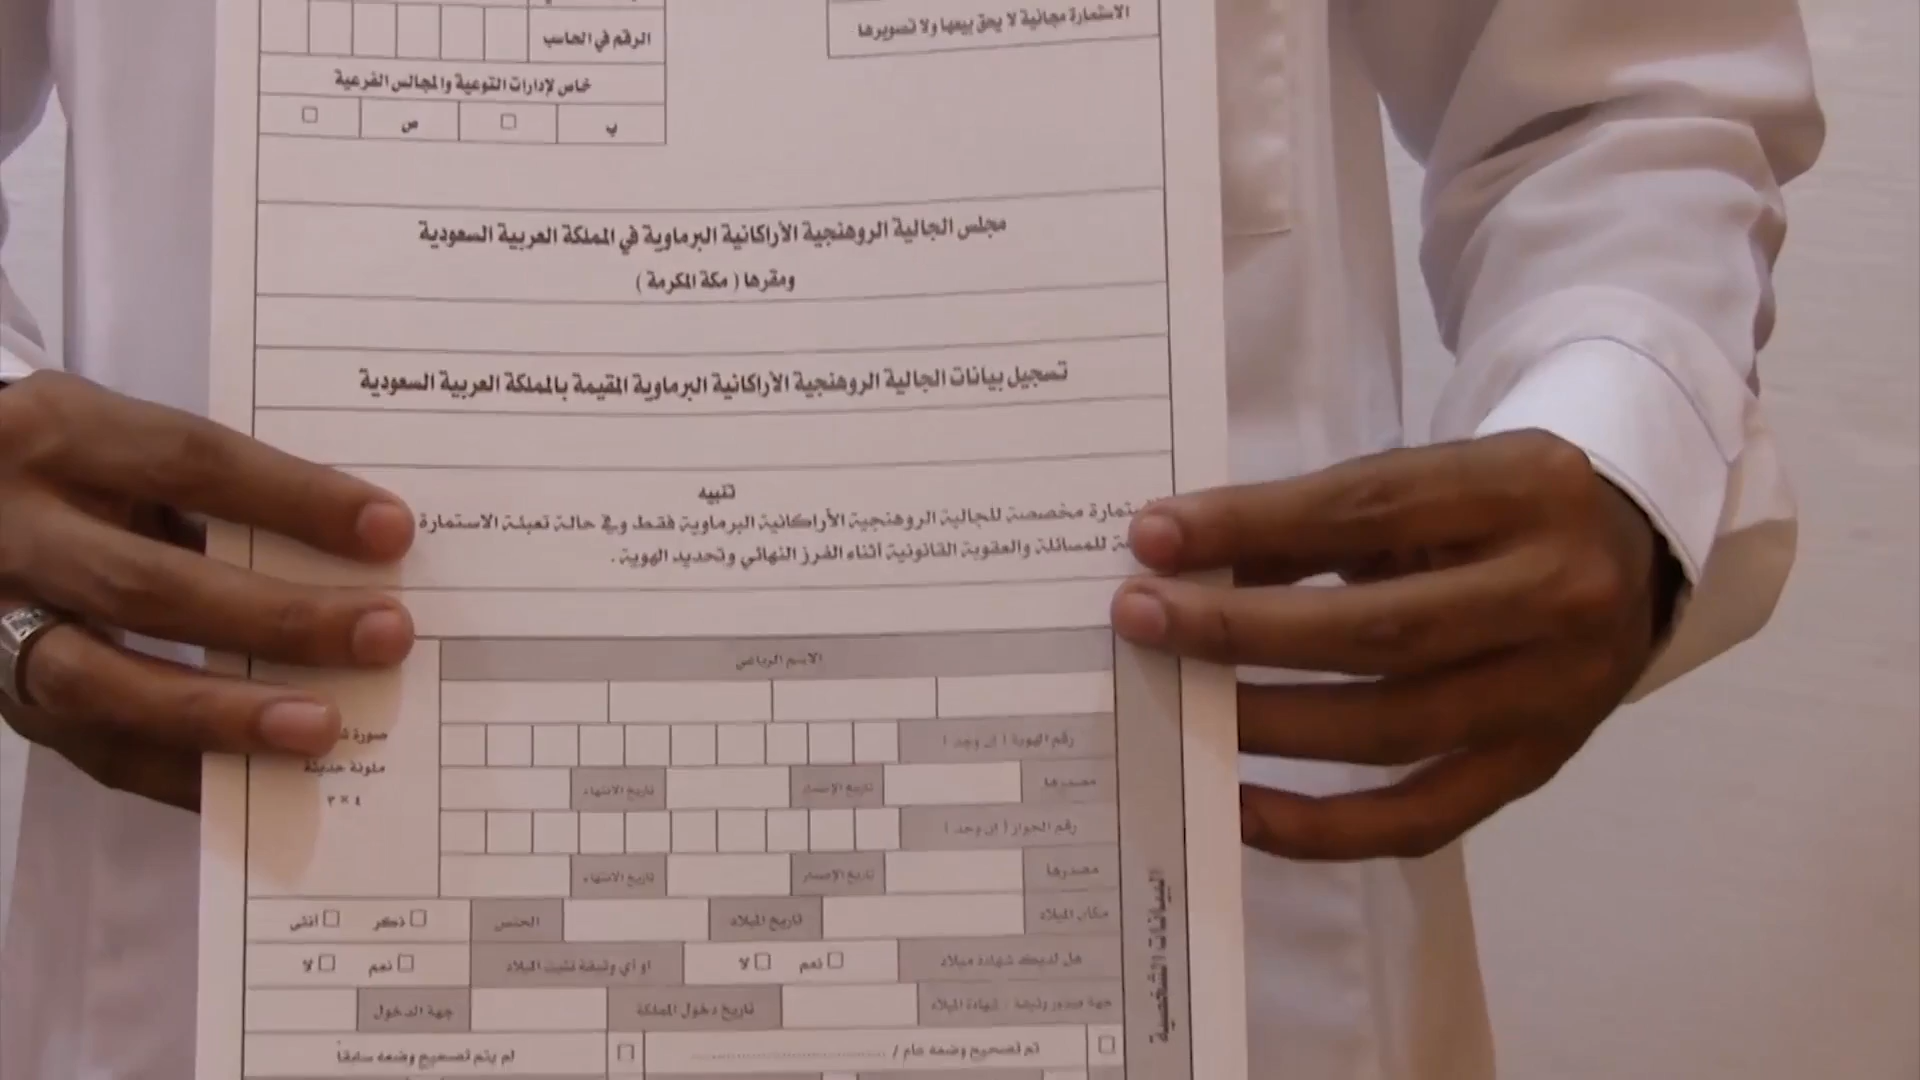 الاستمارة مجانية لا يحق بيعها ولا تصويرها
الرقم في الحاسب
خاص لإدارات التوعية والمجالس الفرعية
ب ص
مجلس الجالية الروهنجية الأراكانية البرماوية في المملكة العربية السعودية
ومقرها ( مكة المكرمة )
تسجيل بيانات الجالية الروهنجية الأراكانية البرماوية المقيمة بالمملكة العربية السعودية
تنبيه
مخصصة للجالية الروهنجية الأراكانية البرماوية فقط وفي حالة تعبئة الاستمارة
للمسائلة والعقوبة القانونية أثناء الفرز النهائي وتحديد الهوية .
الاسم الرباعي
رقم الهوية ( إن وجد )
صورة
ملونة حديثة
٤ × ٣
مصدرها تاريخ الإصدار تاريخ الانتهاء
رقم الجواز ( إن وجد )
مصدرها تاريخ الإصدار تاريخ الانتهاء
مكان الميلاد تاريخ الميلاد الجنس ذكر أنثى
هل لديك شهادة ميلاد نعم لا أو أي وثيقة تثبت الميلاد نعم لا
جهة صدور وثيقة - شهادة الميلاد تاريخ دخول المملكة جهة الدخول
تم تصحيح وضعه عام / لم يتم تصحيح وضعه سابقاً
البيانات الشخصية